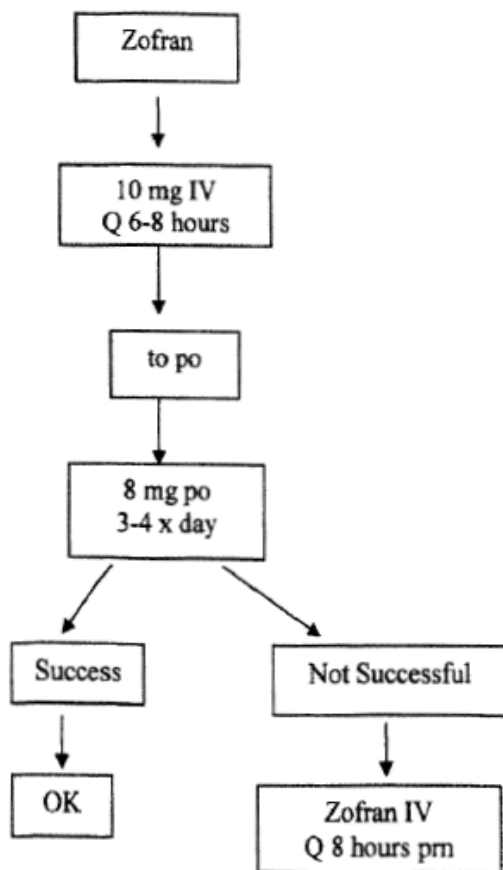 Zofran
10 mg IV
Q 6-8 hours
to po
8 mg po
3-4 x day
Success
Not Successful
OK
Zofran IV
Q 8 hours prn